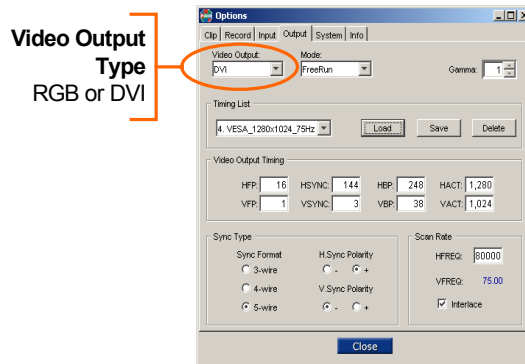 Video Output
Type
RGB or DVI
Options
Clip Record Input Output System Info
Video Output: Mode:
DVI FreeRun Gamma: 1
Timing List
4. VESA_1280x1024_75Hz Load Save Delete
Video Output Timing
HFP: 16 HSYNC: 144 HBP: 248 HACT: 1,280
VFP: 1 VSYNC: 3 VBP: 38 VACT: 1,024
Sync Type Scan Rate
Sync Format H.Sync Polarity HFREQ: 80000
3-wire - +
4-wire V.Sync Polarity VFREQ: 75.00
5-wire - + Interlace
Close